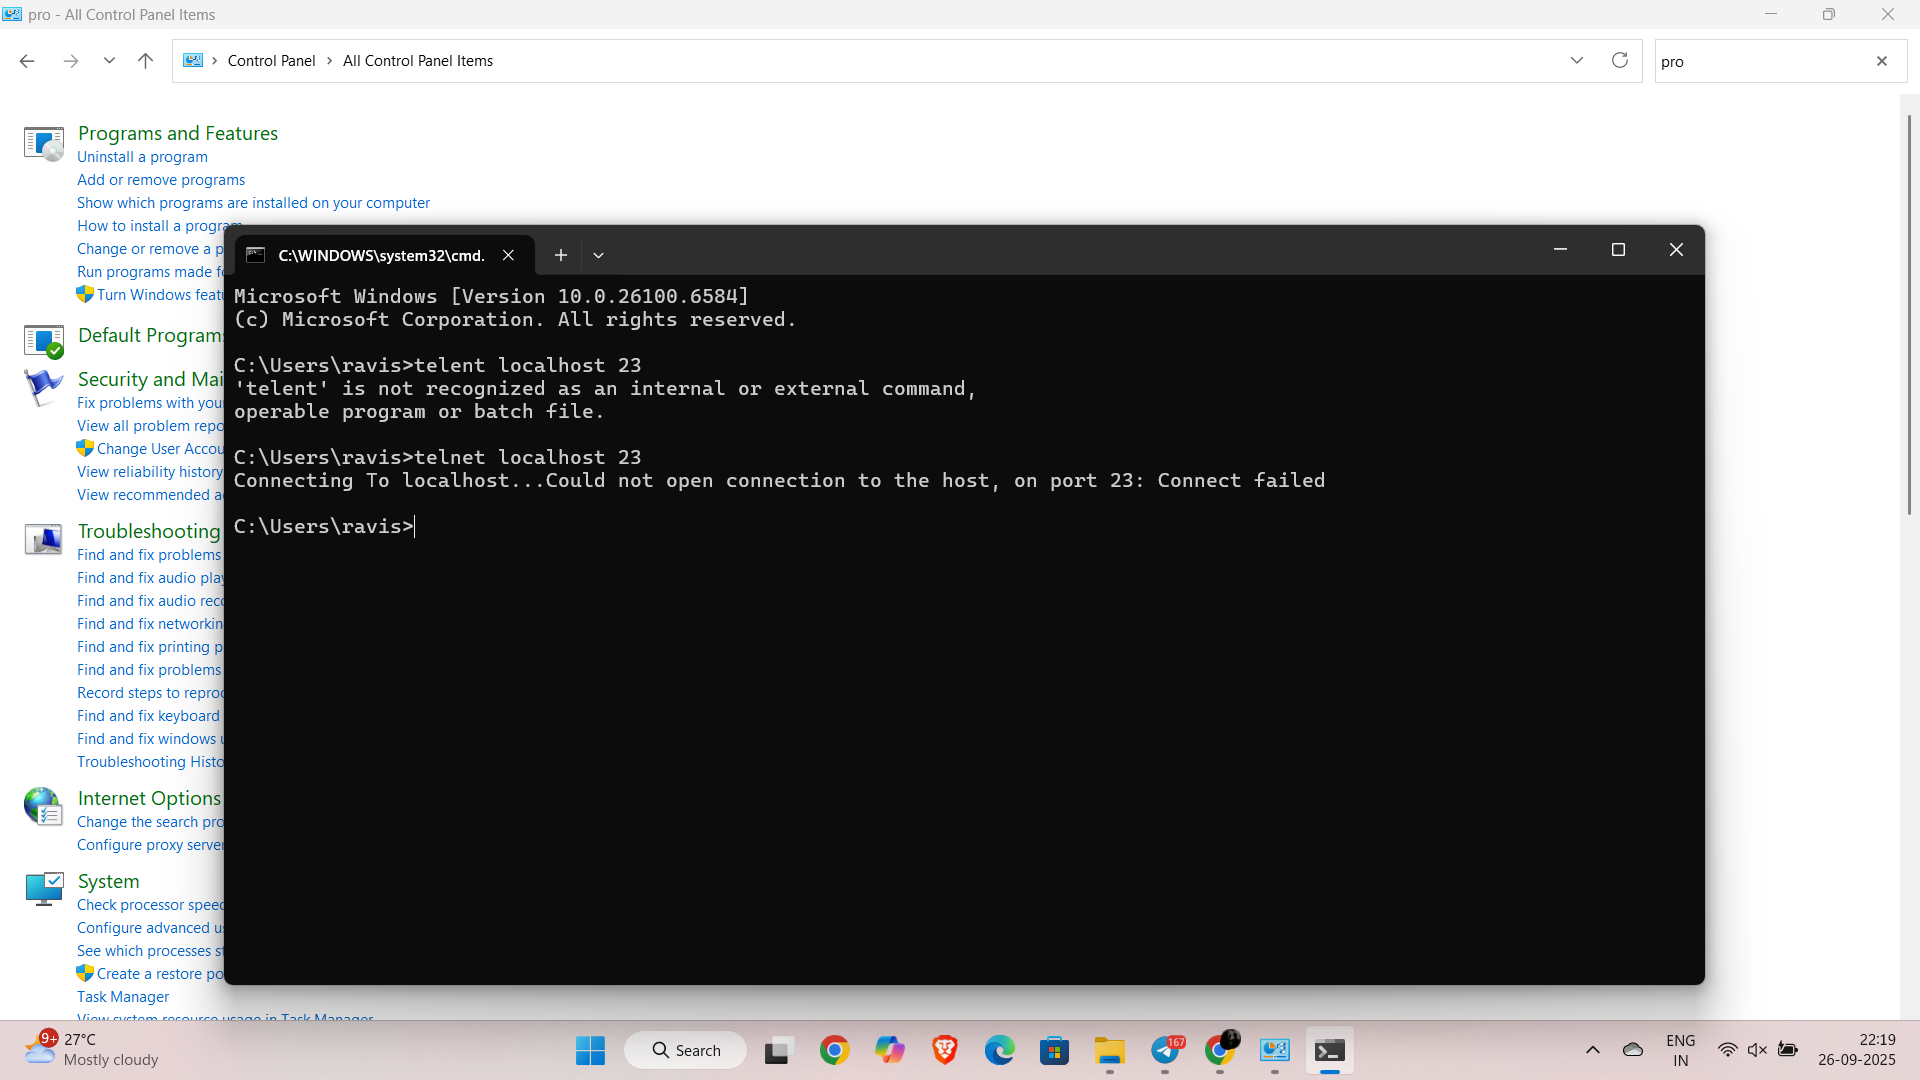 pro - All Control Panel Items
Control Panel > All Control Panel Items
pro
Programs and Features
Uninstall a program
Add or remove programs
Show which programs are installed on your computer
How to install a program
Change or remove a p
Run programs made f
Turn Windows featu
Default Programs
Security and Mai
Fix problems with you
View all problem repo
Change User Accou
View reliability history
View recommended a
Troubleshooting
Find and fix problems
Find and fix audio play
Find and fix audio reco
Find and fix networkin
Find and fix printing p
Find and fix problems
Record steps to reproc
Find and fix keyboard
Find and fix windows u
Troubleshooting Histo
Internet Options
Change the search pro
Configure proxy server
System
Check processor speed
Configure advanced us
See which processes st
Create a restore po
Task Manager
View system resource usage in Task Manager
C:\WINDOWS\system32\cmd.
Microsoft Windows [Version 10.0.26100.6584]
(c) Microsoft Corporation. All rights reserved.
C:\Users\ravis>telent localhost 23
'telent' is not recognized as an internal or external command,
operable program or batch file.
C:\Users\ravis>telnet localhost 23
Connecting To localhost...Could not open connection to the host, on port 23: Connect failed
C:\Users\ravis>
9+
27°C
Mostly cloudy
Search
167
ENG
IN
22:19
26-09-2025